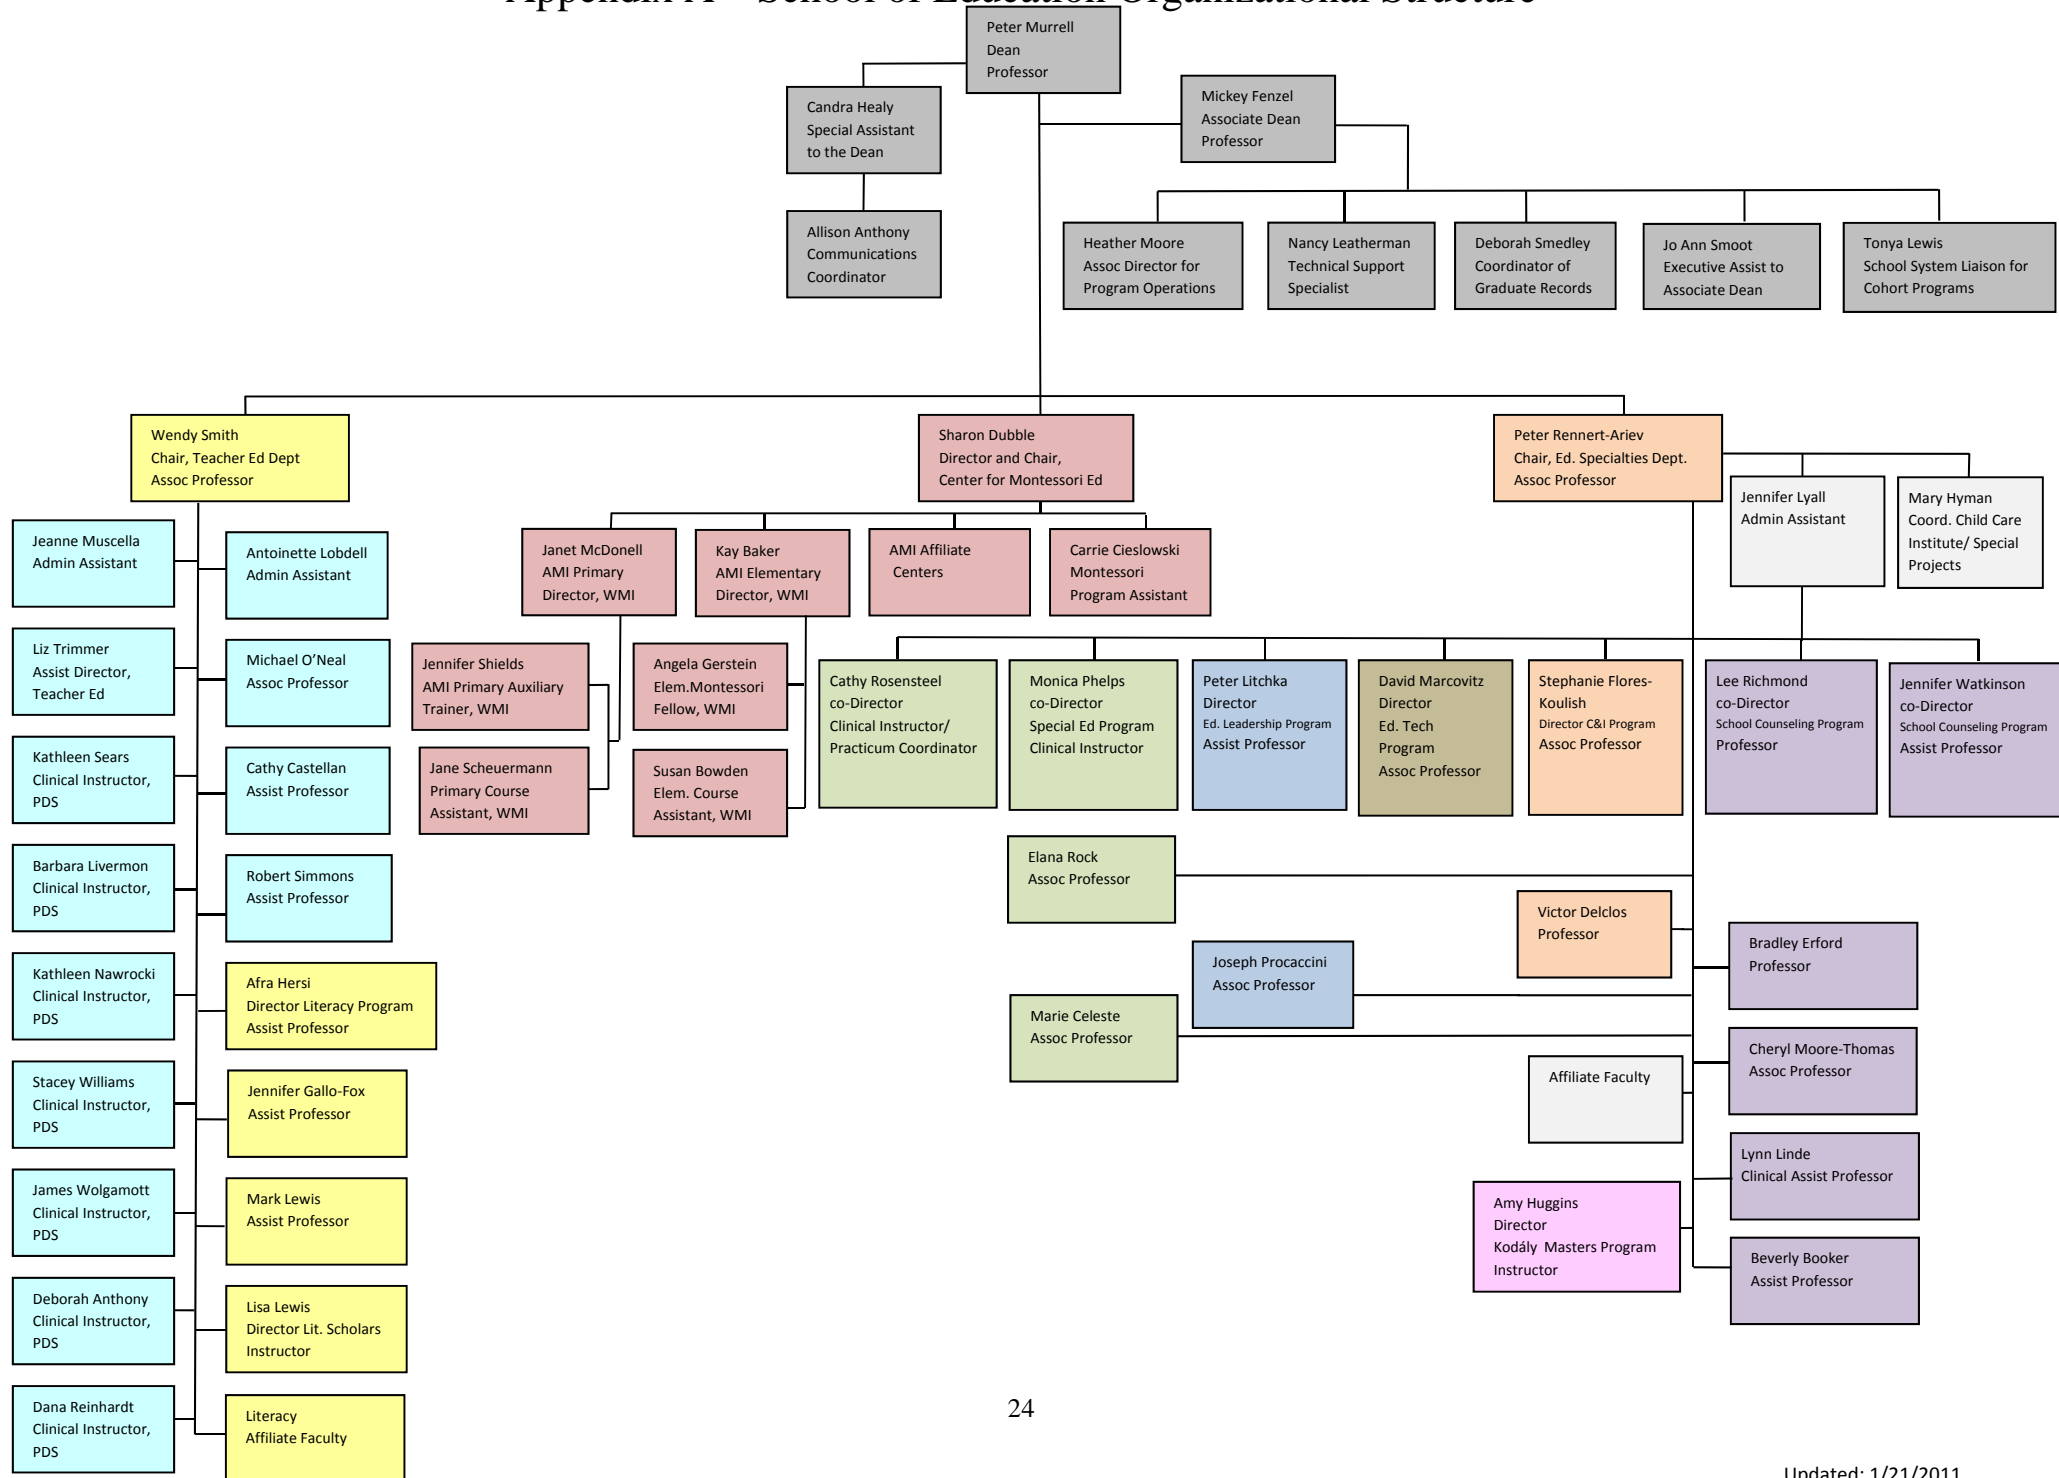 Appendix A – School of Education Organizational Structure
Peter Murrell
Dean
Professor
Candra Healy
Special Assistant
to the Dean
Mickey Fenzel
Associate Dean
Professor
Allison Anthony
Communications
Coordinator
Heather Moore
Assoc Director for
Program Operations
Nancy Leatherman
Technical Support
Specialist
Deborah Smedley
Coordinator of
Graduate Records
Jo Ann Smoot
Executive Assist to
Associate Dean
Tonya Lewis
School System Liaison for
Cohort Programs
Wendy Smith
Chair, Teacher Ed Dept
Assoc Professor
Sharon Dubble
Director and Chair,
Center for Montessori Ed
Peter Rennert-Ariev
Chair, Ed. Specialties Dept.
Assoc Professor
Jennifer Lyall
Admin Assistant
Mary Hyman
Coord. Child Care
Institute/ Special
Projects
Jeanne Muscella
Admin Assistant
Antoinette Lobdell
Admin Assistant
Liz Trimmer
Assist Director,
Teacher Ed
Michael O’Neal
Assoc Professor
Kathleen Sears
Clinical Instructor,
PDS
Cathy Castellan
Assist Professor
Barbara Livermon
Clinical Instructor,
PDS
Robert Simmons
Assist Professor
Kathleen Nawrocki
Clinical Instructor,
PDS
Afra Hersi
Director Literacy Program
Assist Professor
Stacey Williams
Clinical Instructor,
PDS
Jennifer Gallo-Fox
Assist Professor
James Wolgamott
Clinical Instructor,
PDS
Mark Lewis
Assist Professor
Deborah Anthony
Clinical Instructor,
PDS
Lisa Lewis
Director Lit. Scholars
Instructor
Dana Reinhardt
Clinical Instructor,
PDS
Literacy
Affiliate Faculty
Janet McDonell
AMI Primary
Director, WMI
Kay Baker
AMI Elementary
Director, WMI
AMI Affiliate
Centers
Carrie Cieslowski
Montessori
Program Assistant
Jennifer Shields
AMI Primary Auxiliary
Trainer, WMI
Angela Gerstein
Elem.Montessori
Fellow, WMI
Jane Scheuermann
Primary Course
Assistant, WMI
Susan Bowden
Elem. Course
Assistant, WMI
Cathy Rosensteel
co-Director
Clinical Instructor/
Practicum Coordinator
Monica Phelps
co-Director
Special Ed Program
Clinical Instructor
Peter Litchka
Director
Ed. Leadership Program
Assist Professor
David Marcovitz
Director
Ed. Tech
Program
Assoc Professor
Stephanie Flores-
Koulish
Director C&I Program
Assoc Professor
Lee Richmond
co-Director
School Counseling Program
Professor
Jennifer Watkinson
co-Director
School Counseling Program
Assist Professor
Elana Rock
Assoc Professor
Victor Delclos
Professor
Bradley Erford
Professor
Joseph Procaccini
Assoc Professor
Marie Celeste
Assoc Professor
Cheryl Moore-Thomas
Assoc Professor
Affiliate Faculty
Lynn Linde
Clinical Assist Professor
Amy Huggins
Director
Kodály Masters Program
Instructor
Beverly Booker
Assist Professor
24
Updated: 1/21/2011